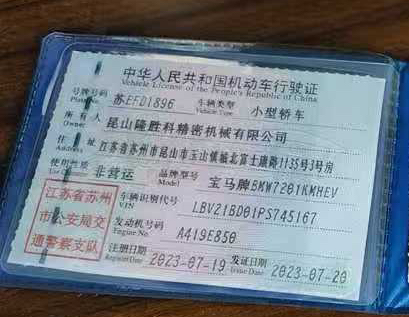 中华人民共和国机动车行驶证
Vehicle License of the People's Republic of China
号牌号码 苏EFD1896 车辆类型 小型轿车
Plate No. Vehicle Type
所有人 昆山隆胜科精密机械有限公司
Owner
住址 江苏省苏州市昆山市玉山镇城北富士康路1135号3号房
Address
使用性质 非营运 品牌型号 宝马牌BMW7201KMHEV
Use Model
江苏省苏州市公安局交通警察支队
车辆识别代号 LBV21BD01PS745167
VIN
发动机号码 A419E850
Engine No
注册日期 2023-07-19 发证日期 2023-07-20
Register Date Issue Date